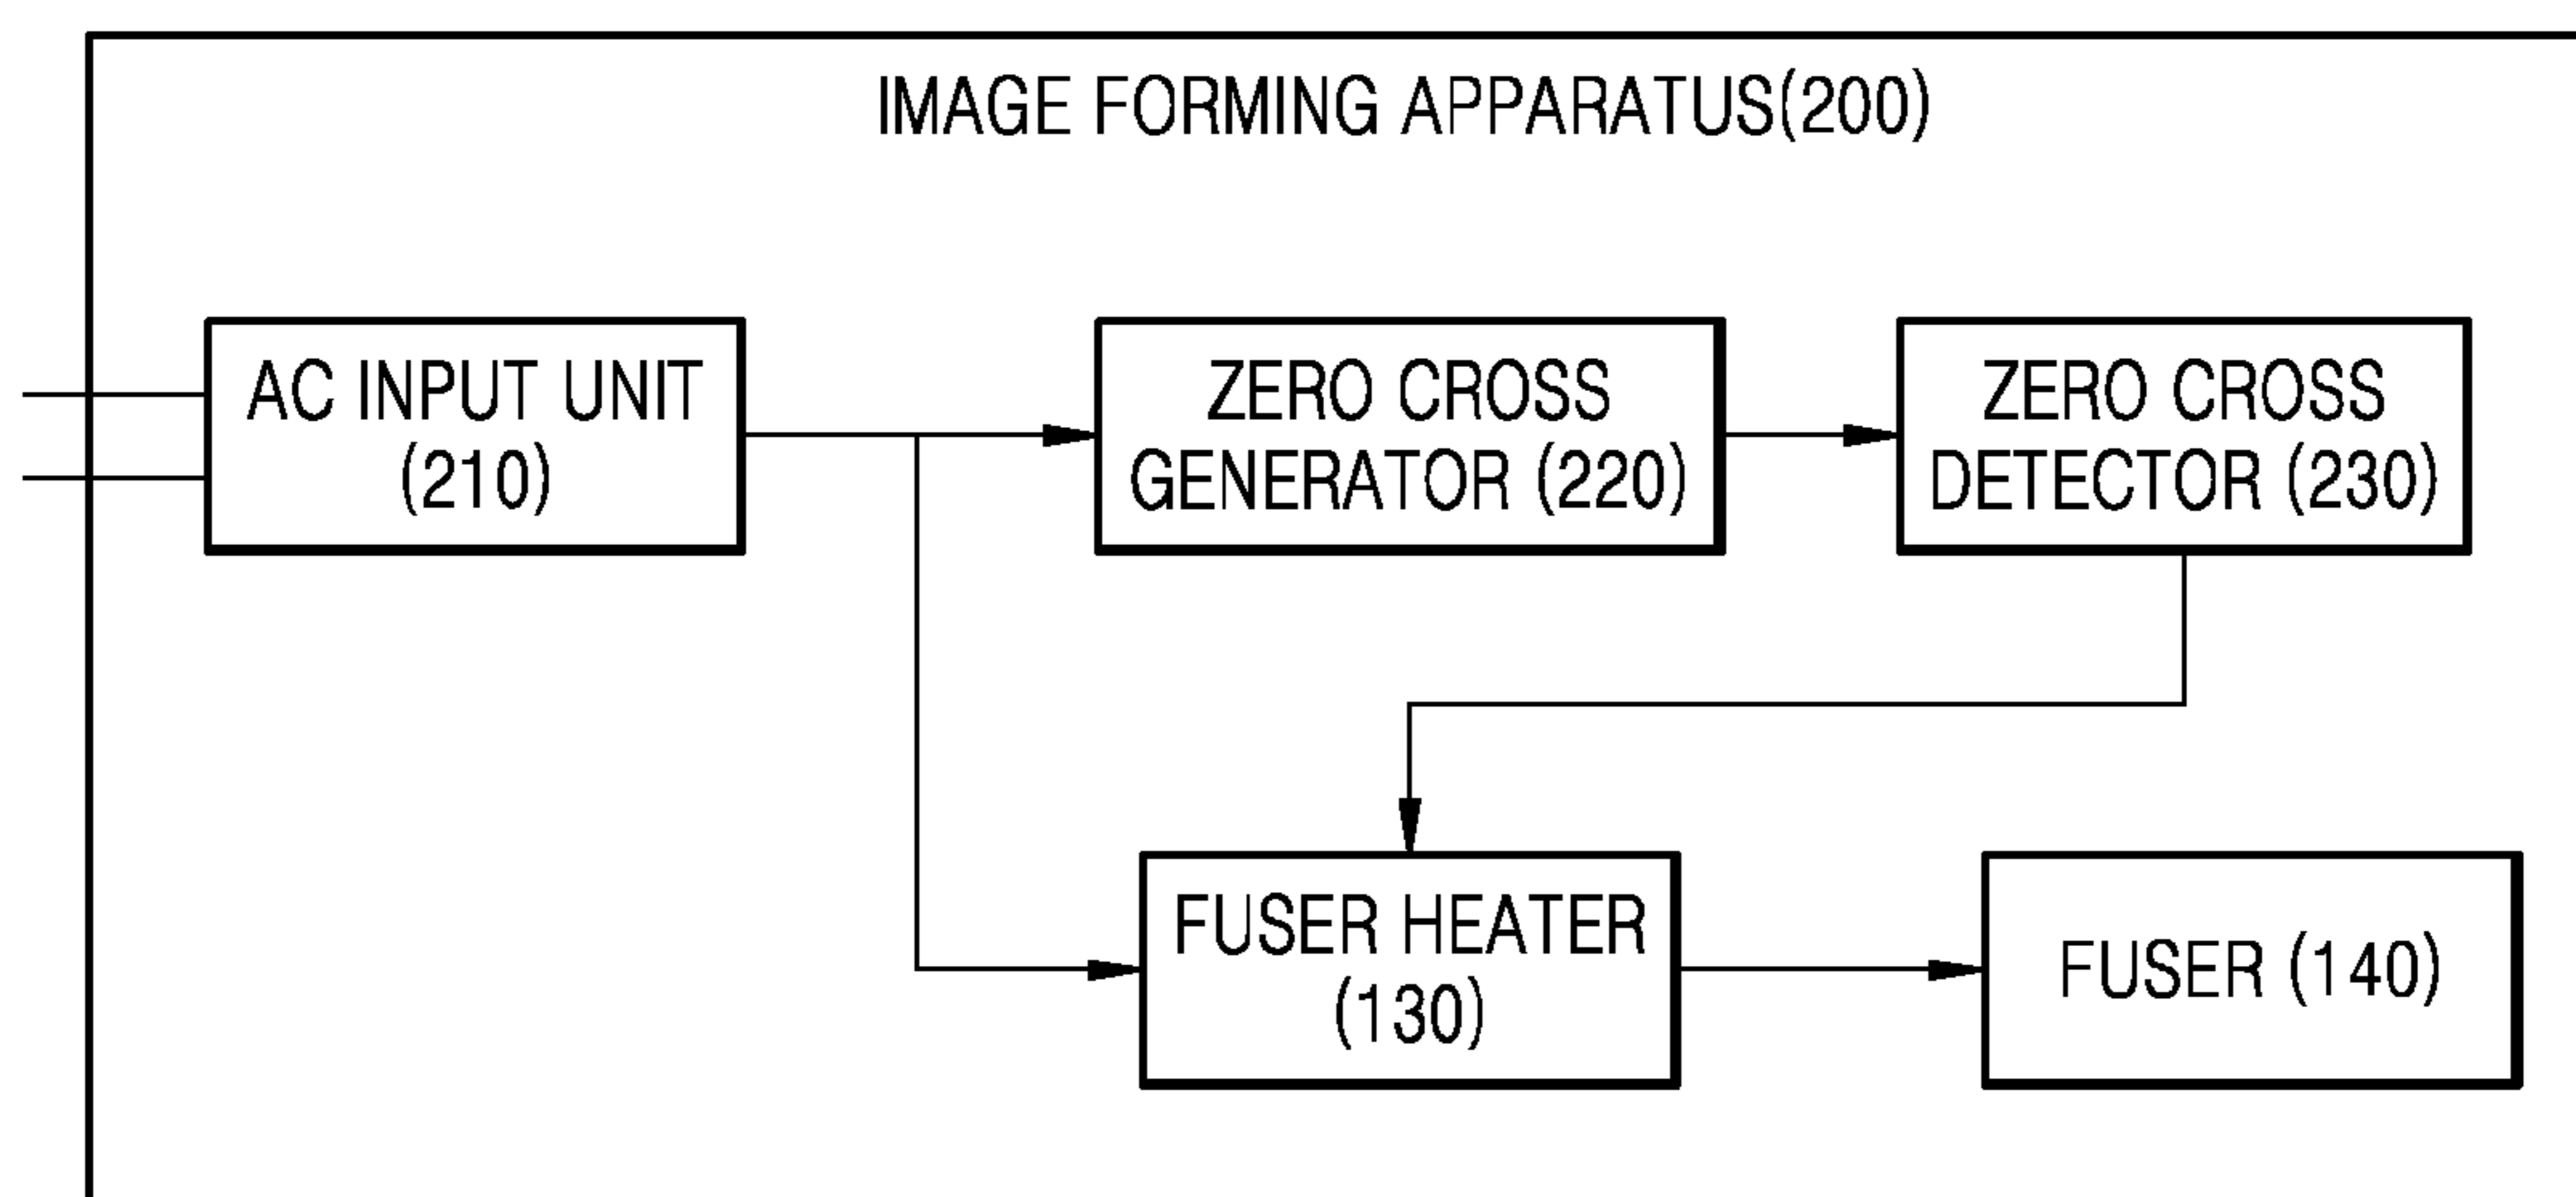 IMAGE FORMING APPARATUS(200)
AC INPUT UNIT
(210)
ZERO CROSS
GENERATOR (220)
ZERO CROSS
DETECTOR (230)
FUSER HEATER
(130)
FUSER (140)